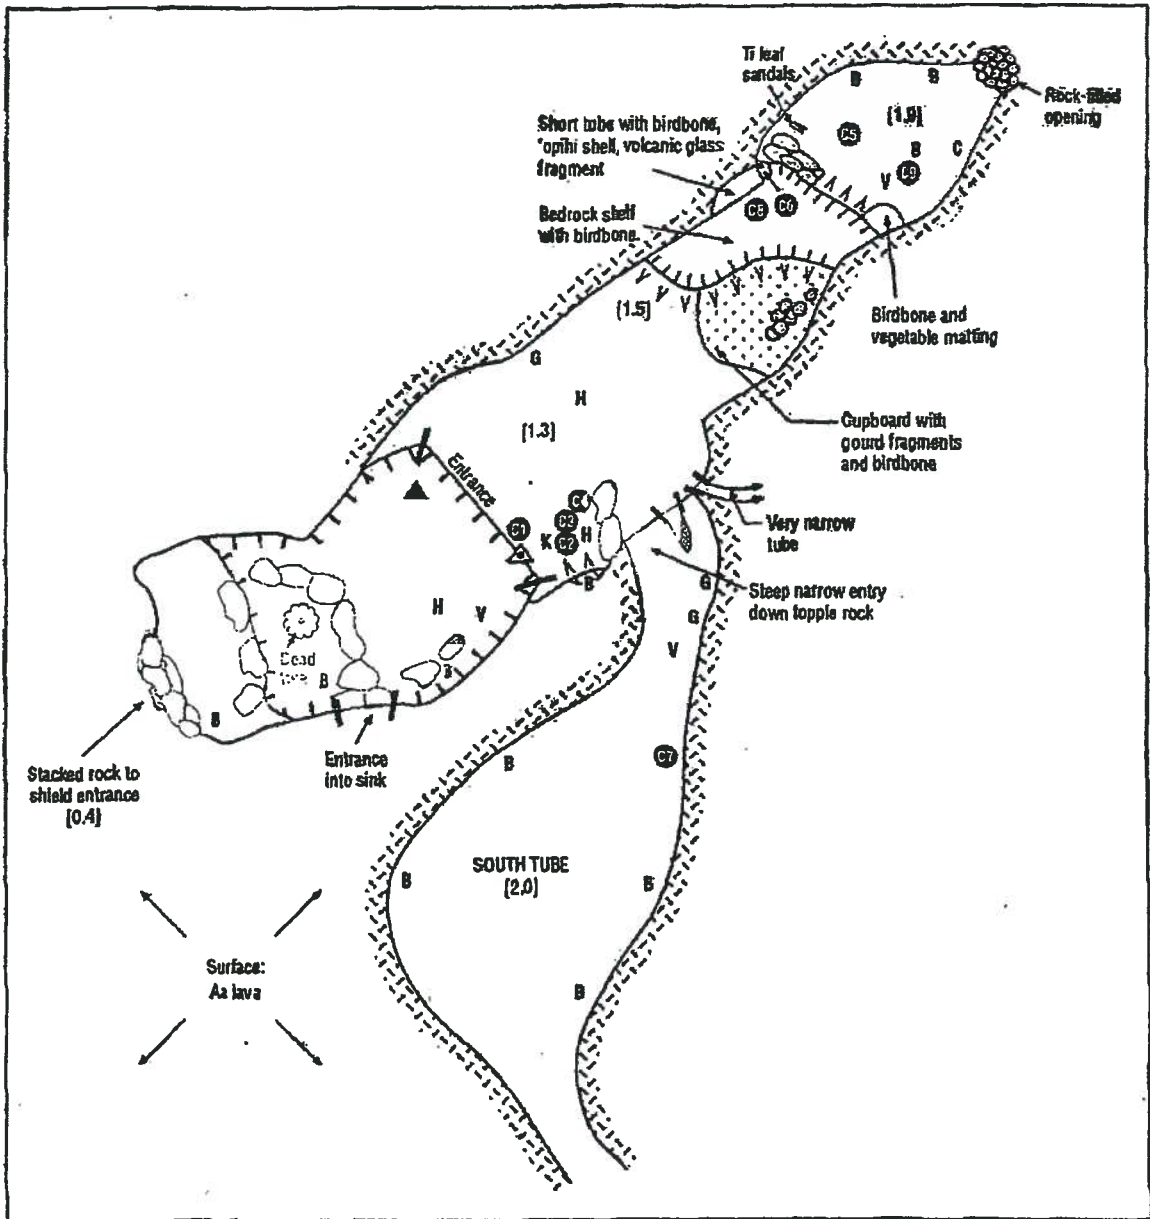 Ti leaf
sandals
Rock-filled
opening
Short tube with birdbone,
'opihi shell, volcanic glass
fragment
Bedrock shelf
with birdbone.
B
B
C5
[1.9]
B
C
V
C9
C6
[1.5]
Birdbone and
vegetable matting
G
H
[1.3]
Cupboard with
gourd fragments
and birdbone
Entrance
C1
C3
K
C2
H
B
Very narrow
tube
Steep narrow entry
down topple rock
G
G
V
H
V
Dead
B
B
C7
Entrance
into sink
Stacked rock to
shield entrance
[0.4]
B
SOUTH TUBE
[2.0]
B
B
B
Surface:
Aa lava